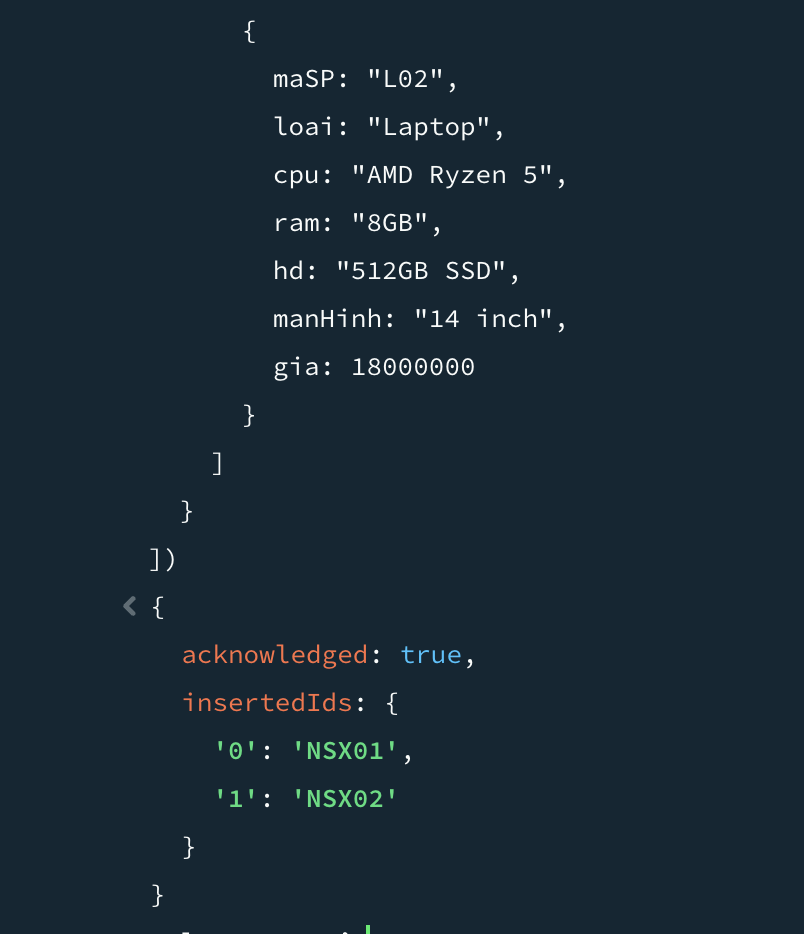 {
maSP: "L02",
loai: "Laptop",
cpu: "AMD Ryzen 5",
ram: "8GB",
hd: "512GB SSD",
manHinh: "14 inch",
gia: 18000000
}
]
}
])
< {
acknowledged: true,
insertedIds: {
'0': 'NSX01',
'1': 'NSX02'
}
}